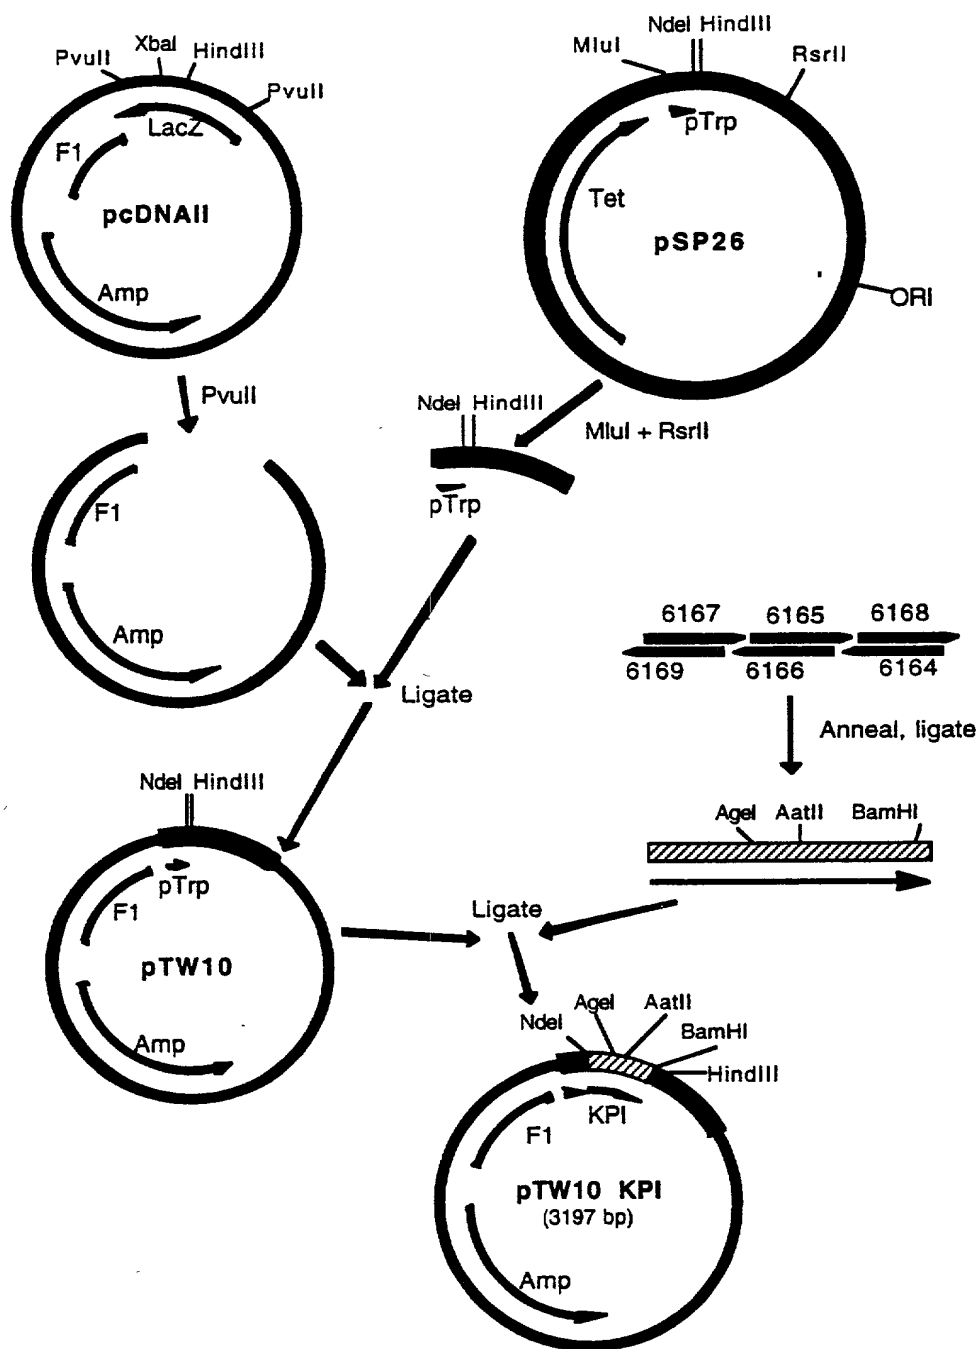 PvuII
XbaI
HindIII
PvuII
LacZ
F1
pcDNAII
Amp
NdeI HindIII
MluI
RsrII
pTrp
Tet
pSP26
ORI
PvuII
NdeI HindIII
MluI + RsrII
pTrp
F1
Amp
Ligate
6167 6165 6168
6169 6166 6164
Anneal, ligate
AgeI AatII BamHI
NdeI HindIII
pTrp
F1
pTW10
Amp
Ligate
NdeI
AgeI
AatII
BamHI
HindIII
KPI
F1
pTW10 KPI
(3197 bp)
Amp